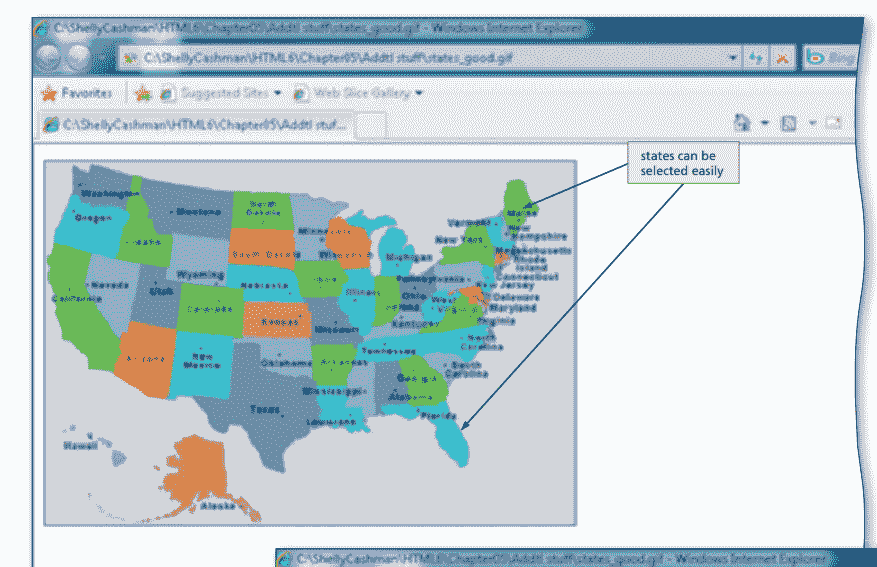 C:\ShellyCashman\HTML6\Chapter05\Addtl stuff\states_good.gif - Windows Internet Explorer
C:\ShellyCashman\HTML6\Chapter05\Addtl stuff\states_good.gif
Bing
Favorites
Suggested Sites
Web Slice Gallery
C:\ShellyCashman\HTML6\Chapter05\Addtl stuf...
states can be
selected easily
Washington
Montana
North
Dakota
Minnesota
Vermont
Maine
Oregon
Idaho
South Dakota
Wisconsin
New York
New
Hampshire
Massachusetts
Rhode
Island
Connecticut
New Jersey
Delaware
Maryland
Michigan
Wyoming
Nebraska
Iowa
Pennsylvania
Nevada
Utah
Colorado
Illinois
Ohio
West
Virginia
Virginia
California
Kansas
Missouri
Kentucky
North
Carolina
Arizona
New
Mexico
Oklahoma
Arkansas
Tennessee
South
Carolina
Georgia
Mississippi
Alabama
Texas
Louisiana
Florida
Hawaii
Alaska
C:\ShellyCashman\HTML6\Chapter05\Addtl stuff\states_good.gif - Windows Internet Explorer